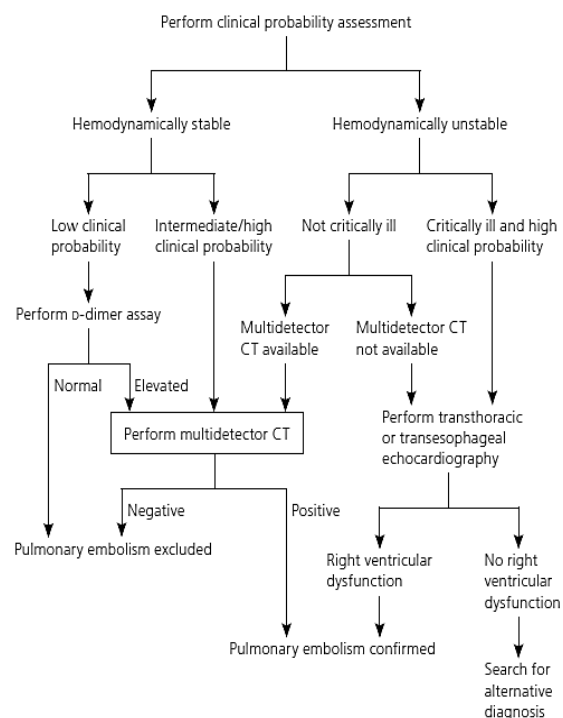 Perform clinical probability assessment
Hemodynamically stable
Hemodynamically unstable
Low clinical
probability
Intermediate/high
clinical probability
Not critically ill
Critically ill and high
clinical probability
Perform D-dimer assay
Multidetector
CT available
Multidetector CT
not available
Normal
Elevated
Perform multidetector CT
Perform transthoracic
or transesophageal
echocardiography
Negative
Positive
Pulmonary embolism excluded
Right ventricular
dysfunction
No right
ventricular
dysfunction
Pulmonary embolism confirmed
Search for
alternative
diagnosis